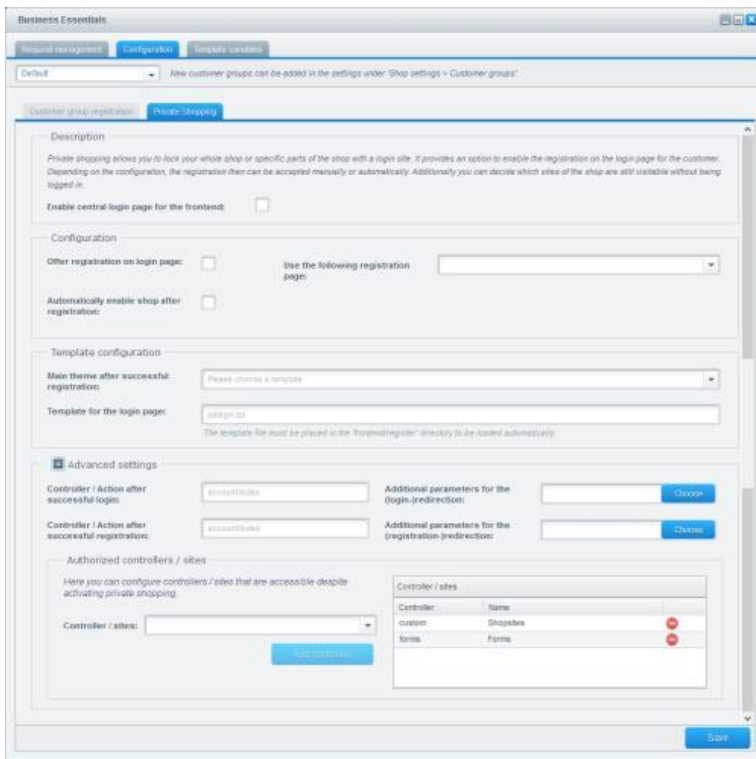 Business Essentials
Request management Configuration Template variables
Default New customer groups can be added in the settings under 'Shop settings > Customer groups'.
Customer group registration Private Shopping
Description
Private shopping allows you to lock your whole shop or specific parts of the shop with a login site. It provides an option to enable the registration on the login page for the customer.
Depending on the configuration, the registration then can be accepted manually or automatically. Additionally you can decide which sites of the shop are still visitable without being
logged in.
Enable central login page for the frontend:
Configuration
Offer registration on login page: Use the following registration
page:
Automatically enable shop after
registration:
Template configuration
Main theme after successful
registration: Please choose a template
Template for the login page:
The template file must be placed in the 'frontend/register' directory to be loaded automatically.
Advanced settings
Controller / Action after
successful login: account/index Additional parameters for the
(login-)redirection: Choose
Controller / Action after
successful registration: account/index Additional parameters for the
(registration-)redirection: Choose
Authorized controllers / sites
Here you can configure controllers / sites that are accessible despite
activating private shopping.
Controller / sites:
Controller / sites
Controller Name
custom Shopsites
forms Forms
Save